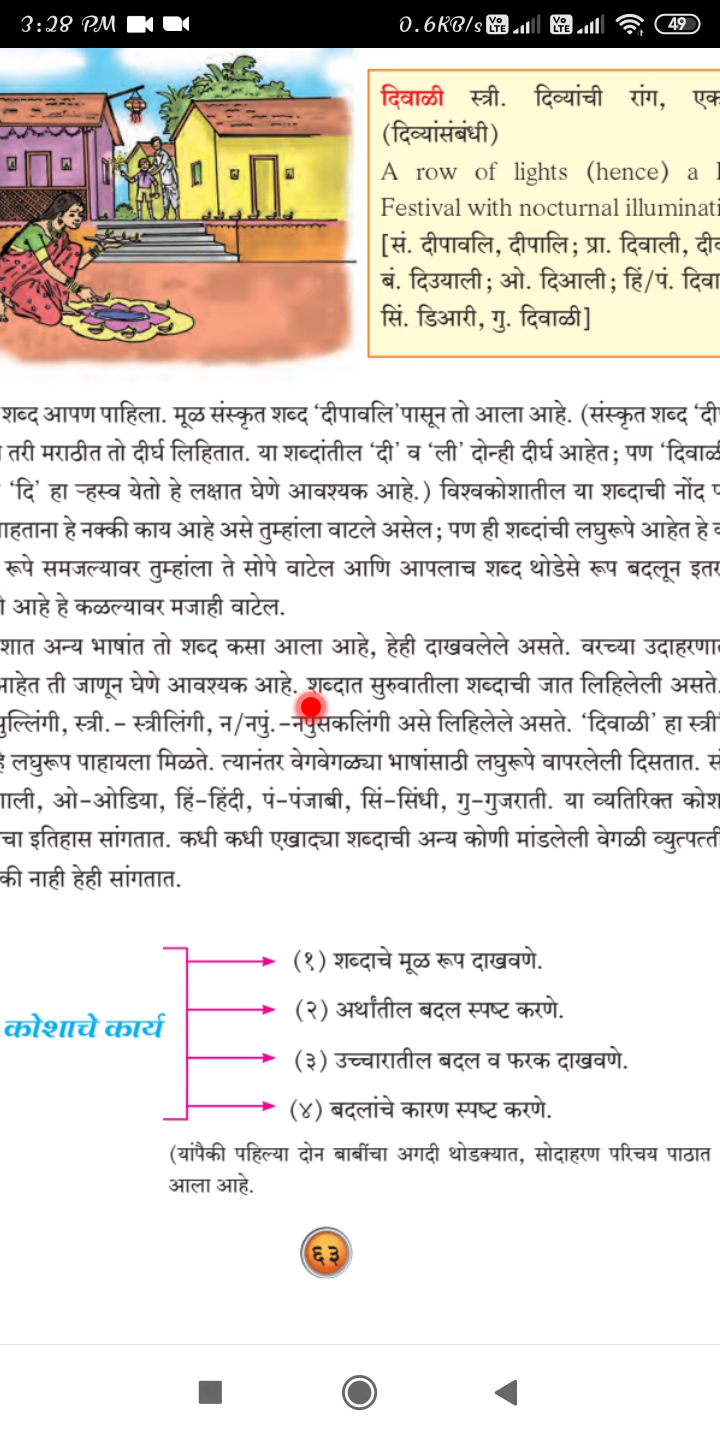 3:28 PM 0.6KB/s Vo LTE Vo LTE 49
दिवाळी स्त्री. दिव्यांची रांग, एक
(दिव्यांसंबंधी)
A row of lights (hence) a
Festival with nocturnal illuminati
[सं. दीपावलि, दीपालि; प्रा. दिवाली,
बं. दिउयाली; ओ. दिआली; हिं/पं. दिवा
सिं. डिआरी, गु. दिवाळी]
शब्द आपण पाहिला. मूळ संस्कृत शब्द ‘दीपावलि’पासून तो आला आहे. (संस्कृत शब्द
तरी मराठीत तो दीर्घ लिहितात. या शब्दांतील ‘दी’ व ‘ली’ दोन्ही दीर्घ आहेत; पण ‘दिवाळी
‘दि’ हा ऱ्हस्व येतो हे लक्षात घेणे आवश्यक आहे.) विश्वकोशातील या शब्दाची नोंद
पाहताना हे नक्की काय आहे असे तुम्हांला वाटले असेल; पण ही शब्दांची लघुरूपे आहेत हे
रूपे समजल्यावर तुम्हांला ते सोपे वाटेल आणि आपलाच शब्द थोडेसे रूप बदलून इतर
आहे हे कळल्यावर मजाही वाटेल.
शात अन्य भाषांत तो शब्द कसा आला आहे, हेही दाखवलेले असते. वरच्या उदाहरणात
आहेत ती जाणून घेणे आवश्यक आहे. शब्दात सुरुवातीला शब्दाची जात लिहिलेली असते.
पुल्लिंगी, स्त्री.-स्त्रीलिंगी, न/नपुं.-नपुंसकलिंगी असे लिहिलेले असते. ‘दिवाळी’ हा
हे लघुरूप पाहायला मिळते. त्यानंतर वेगवेगळ्या भाषांसाठी लघुरूपे वापरलेली दिसतात.
गाली, ओ-ओडिया, हिं-हिंदी, पं-पंजाबी, सिं-सिंधी, गु-गुजराती. या व्यतिरिक्त कोश
चा इतिहास सांगतात. कधी कधी एखाद्या शब्दाची अन्य कोणी मांडलेली वेगळी व्युत्पत्ती
की नाही हेही सांगतात.
कोशाचे कार्य
(१) शब्दाचे मूळ रूप दाखवणे.
(२) अर्थांतील बदल स्पष्ट करणे.
(३) उच्चारातील बदल व फरक दाखवणे.
(४) बदलांचे कारण स्पष्ट करणे.
(यांपैकी पहिल्या दोन बाबींचा अगदी थोडक्यात, सोदाहरण परिचय पाठात
आला आहे.
६३